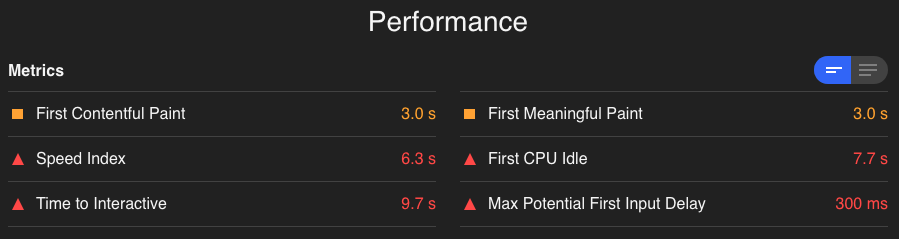 Performance
Metrics
First Contentful Paint 3.0 s
First Meaningful Paint 3.0 s
Speed Index 6.3 s
First CPU Idle 7.7 s
Time to Interactive 9.7 s
Max Potential First Input Delay 300 ms